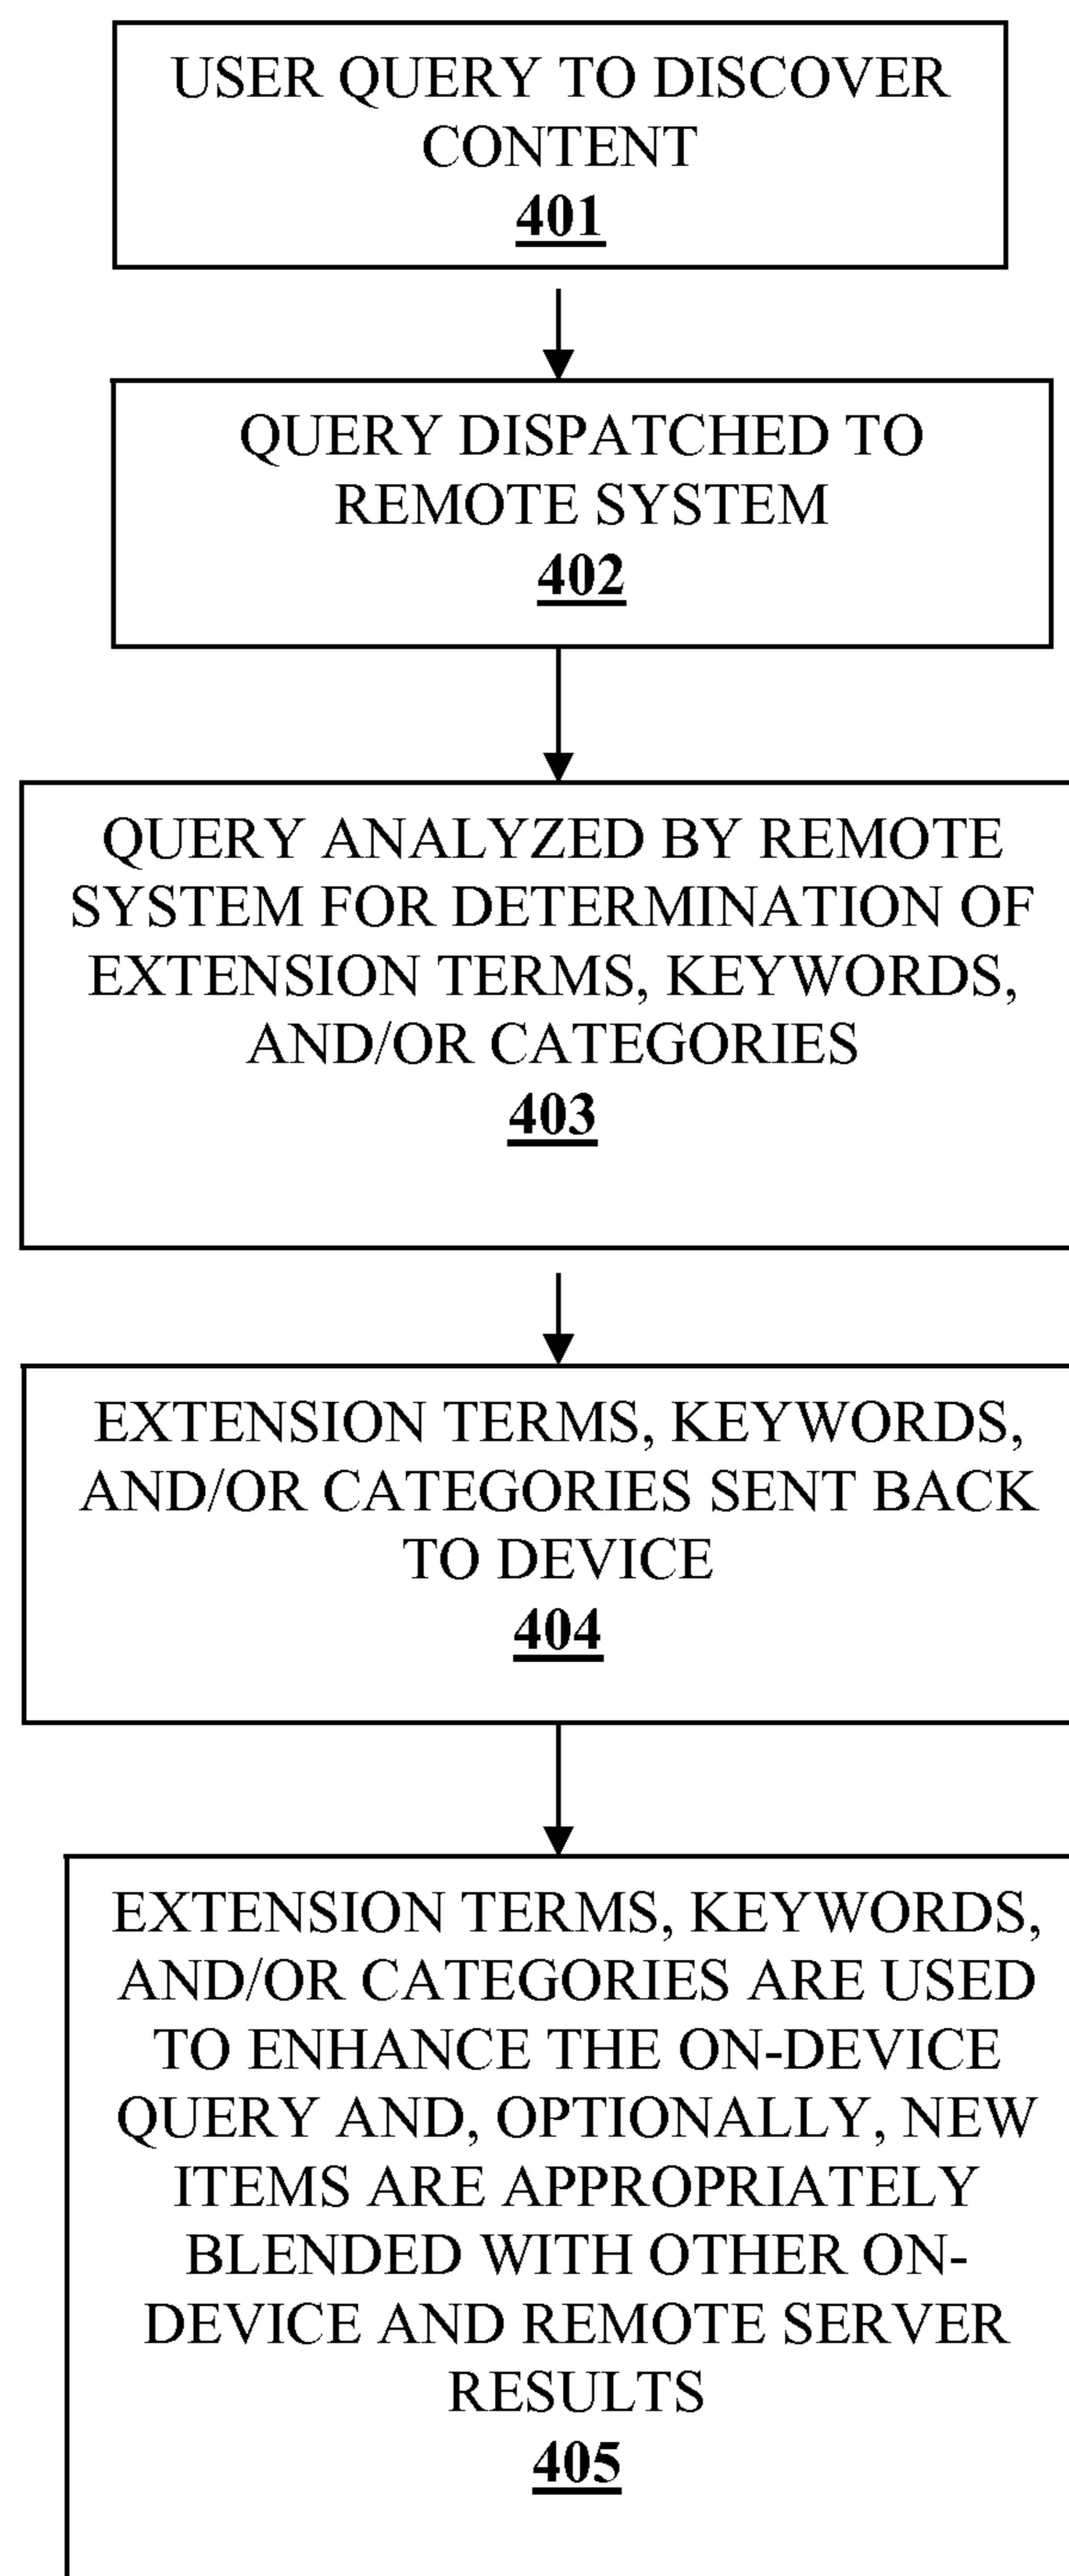 USER QUERY TO DISCOVER
CONTENT
401
QUERY DISPATCHED TO
REMOTE SYSTEM
402
QUERY ANALYZED BY REMOTE
SYSTEM FOR DETERMINATION OF
EXTENSION TERMS, KEYWORDS,
AND/OR CATEGORIES
403
EXTENSION TERMS, KEYWORDS,
AND/OR CATEGORIES SENT BACK
TO DEVICE
404
EXTENSION TERMS, KEYWORDS,
AND/OR CATEGORIES ARE USED
TO ENHANCE THE ON-DEVICE
QUERY AND, OPTIONALLY, NEW
ITEMS ARE APPROPRIATELY
BLENDED WITH OTHER ON-
DEVICE AND REMOTE SERVER
RESULTS
405